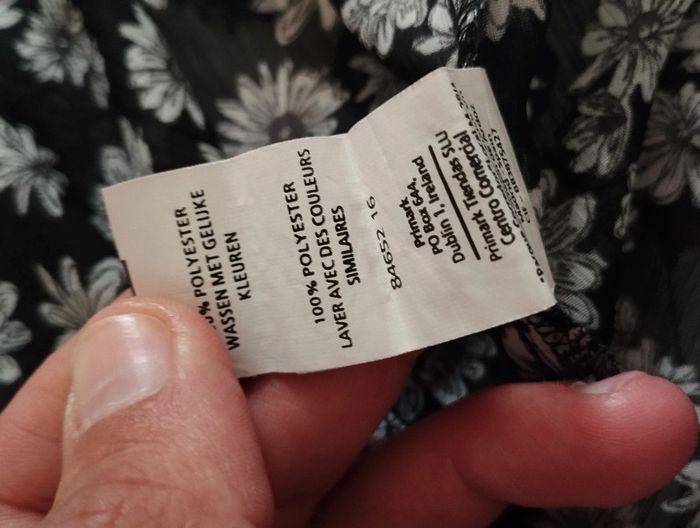 % POLYESTER
WASSEN MET GELIJKE
KLEUREN
100% POLYESTER
LAVER AVEC DES COULEURS
SIMILAIRES
84652 16
Primark
PO Box 644,
Dublin 1, Ireland
Primark Tiendas SLU
Centro Comercial